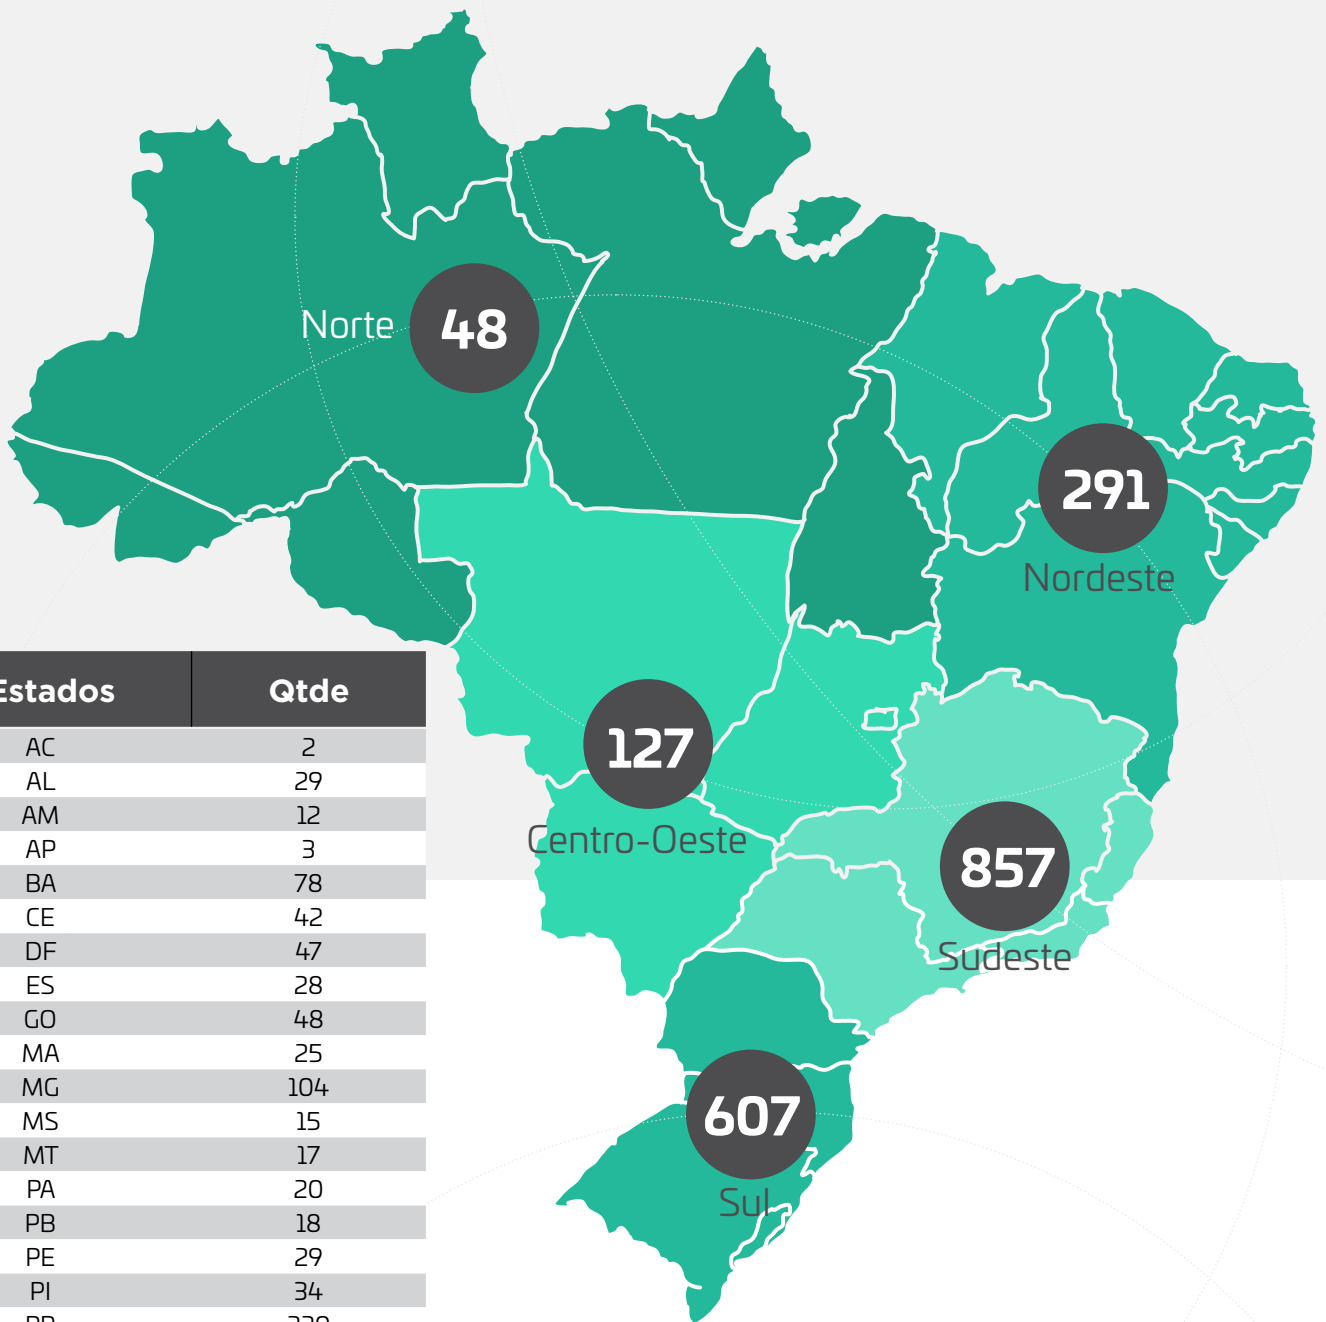 Norte 48
291
Nordeste
127
Centro-Oeste
857
Sudeste
607
Sul
Estados Qtde
AC 2
AL 29
AM 12
AP 3
BA 78
CE 42
DF 47
ES 28
GO 48
MA 25
MG 104
MS 15
MT 17
PA 20
PB 18
PE 29
PI 34